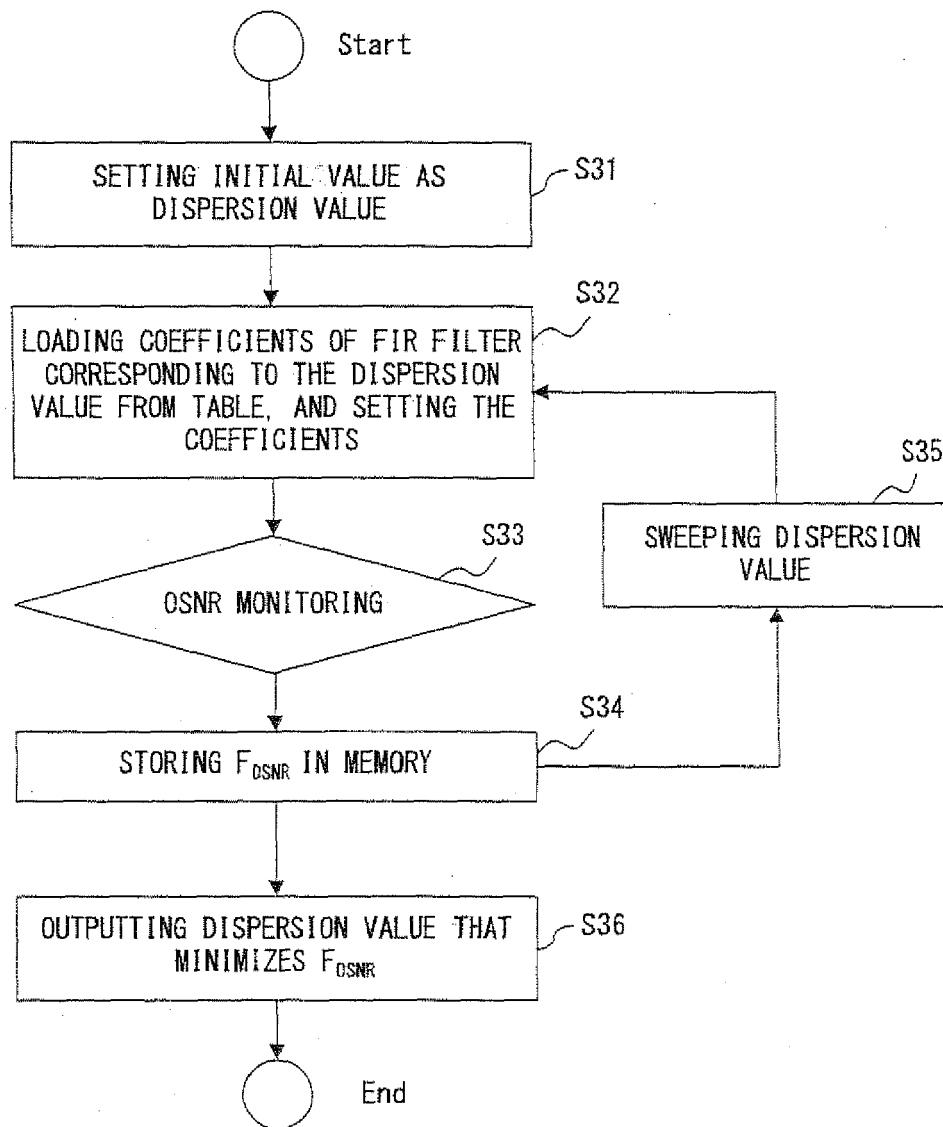 Start
SETTING INITIAL VALUE AS
DISPERSION VALUE
S31
S32
LOADING COEFFICIENTS OF FIR FILTER
CORRESPONDING TO THE DISPERSION
VALUE FROM TABLE, AND SETTING THE
COEFFICIENTS
S33
OSNR MONITORING
S35
SWEEPING DISPERSION
VALUE
S34
STORING FOSNR IN MEMORY
OUTPUTTING DISPERSION VALUE THAT
MINIMIZES FOSNR
S36
End